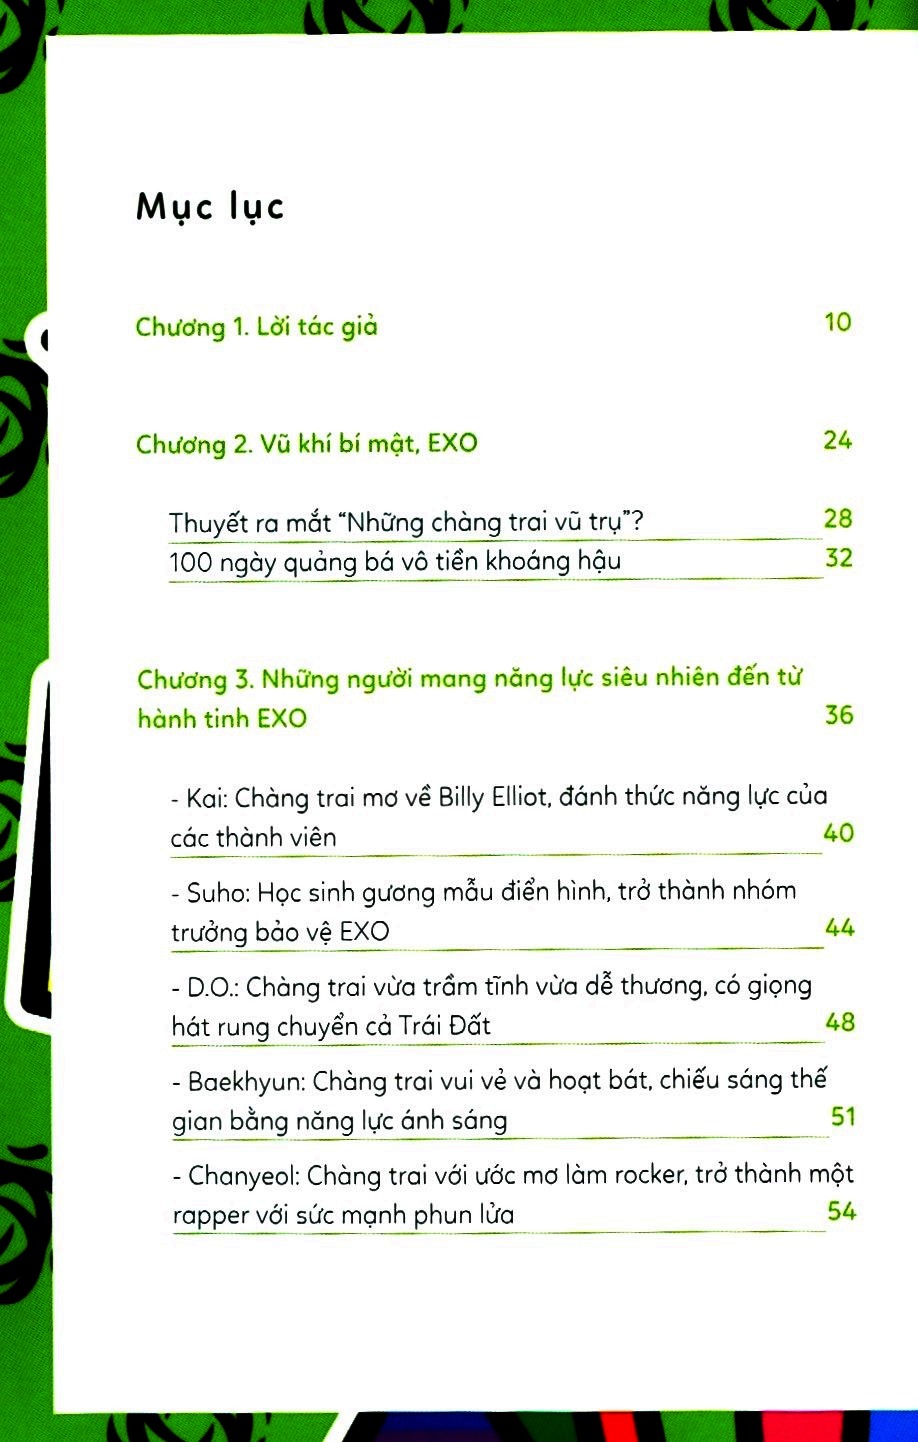 Mục lục
Chương 1. Lời tác giả 10
Chương 2. Vũ khí bí mật, EXO 24
Thuyết ra mắt “Những chàng trai vũ trụ”? 28
100 ngày quảng bá vô tiền khoáng hậu 32
Chương 3. Những người mang năng lực siêu nhiên đến từ
hành tinh EXO 36
- Kai: Chàng trai mơ về Billy Elliot, đánh thức năng lực của
các thành viên 40
- Suho: Học sinh gương mẫu điển hình, trở thành nhóm
trưởng bảo vệ EXO 44
- D.O.: Chàng trai vừa trầm tĩnh vừa dễ thương, có giọng
hát rung chuyển cả Trái Đất 48
- Baekhyun: Chàng trai vui vẻ và hoạt bát, chiếu sáng thế
gian bằng năng lực ánh sáng 51
- Chanyeol: Chàng trai với ước mơ làm rocker, trở thành một
rapper với sức mạnh phun lửa 54